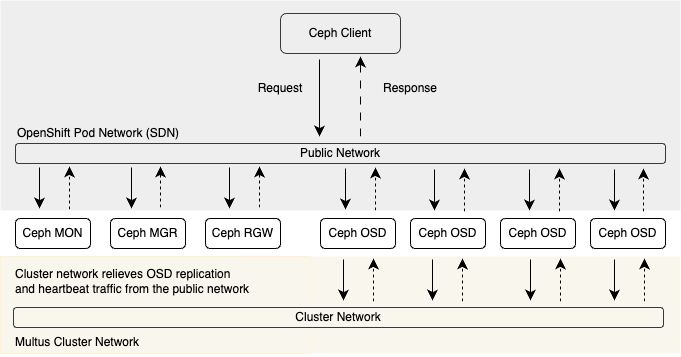 Ceph Client
Request
Response
OpenShift Pod Network (SDN)
Public Network
Ceph MON
Ceph MGR
Ceph RGW
Ceph OSD
Ceph OSD
Ceph OSD
Ceph OSD
Cluster network relieves OSD replication
and heartbeat traffic from the public network
Cluster Network
Multus Cluster Network